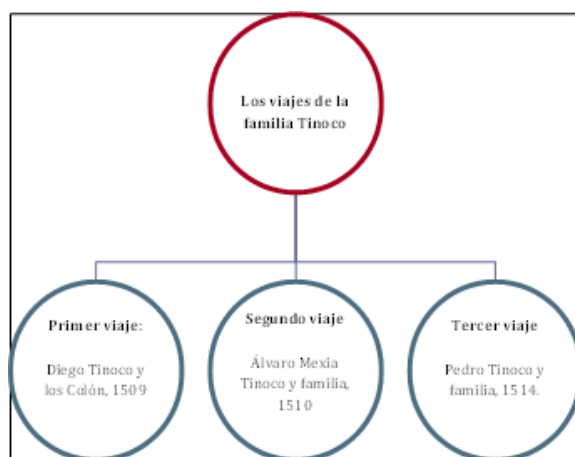 Los viajes de la
familia Tinoco
Primer viaje:
Diego Tinoco y
los Colón, 1509
Segundo viaje
Álvaro Mexía
Tinoco y familia,
1510
Tercer viaje
Pedro Tinoco y
familia, 1514.